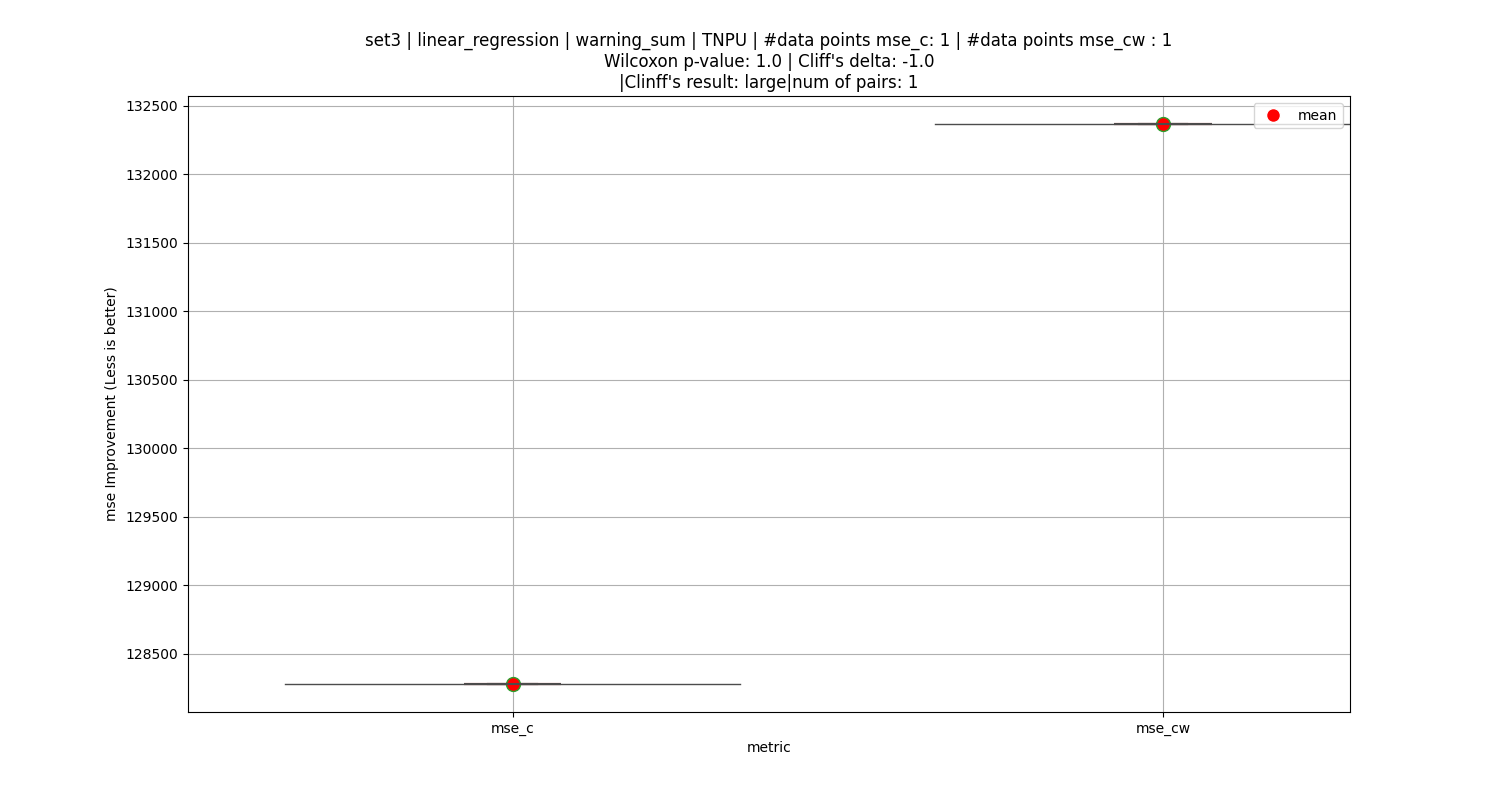 set3 | linear_regression | warning_sum | TNPU | #data points mse_c: 1 | #data points mse_cw : 1
Wilcoxon p-value: 1.0 | Cliff's delta: -1.0
|Clinff's result: large|num of pairs: 1
mean
132500
132000
131500
131000
130500
130000
129500
129000
128500
mse Improvement (Less is better)
mse_c
mse_cw
metric